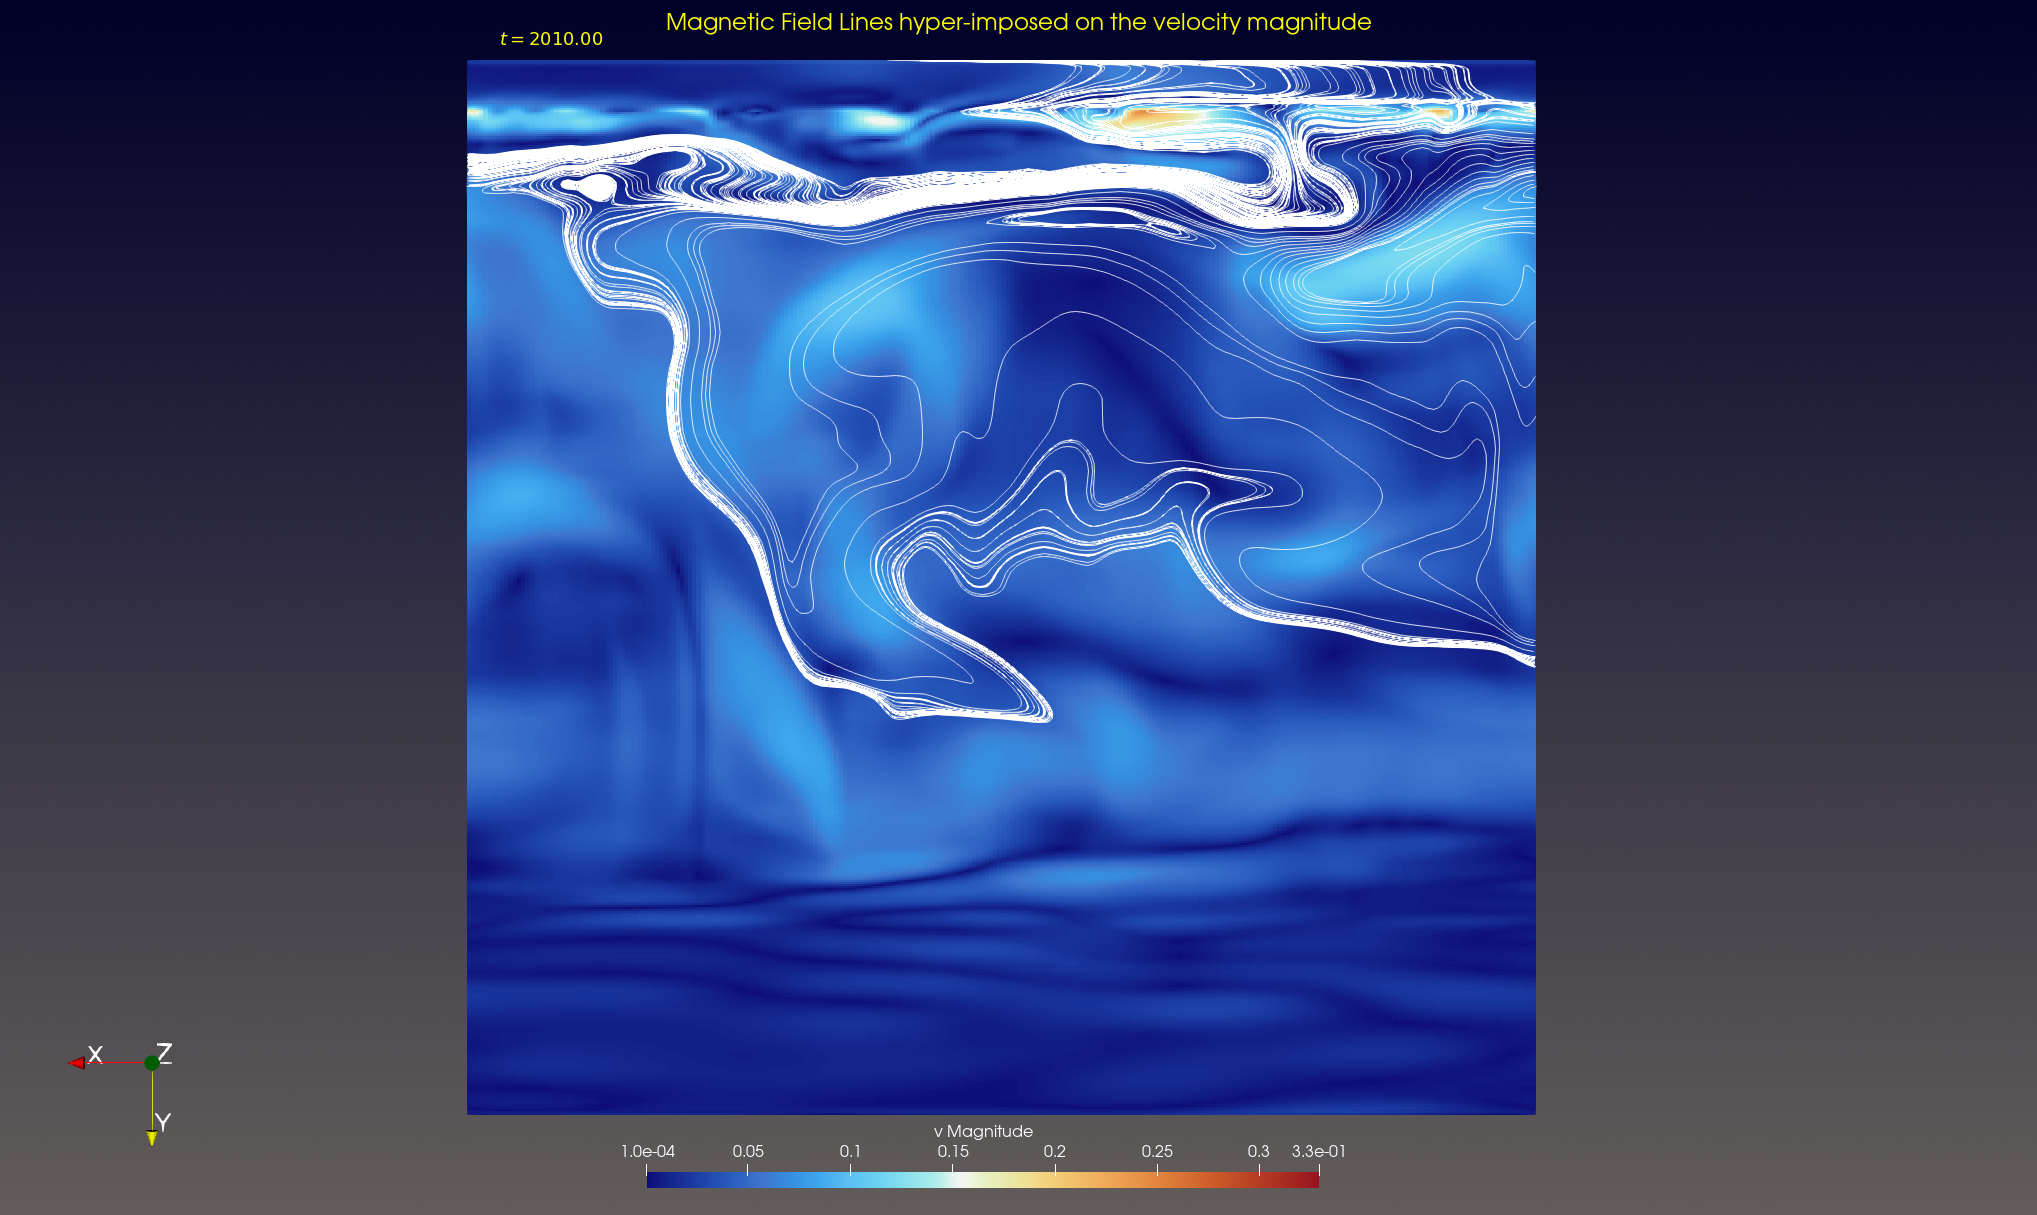 Magnetic Field Lines hyper-imposed on the velocity magnitude
t = 2010.00
X
Z
Y
v Magnitude
1.0e-04 0.05 0.1 0.15 0.2 0.25 0.3 3.3e-01